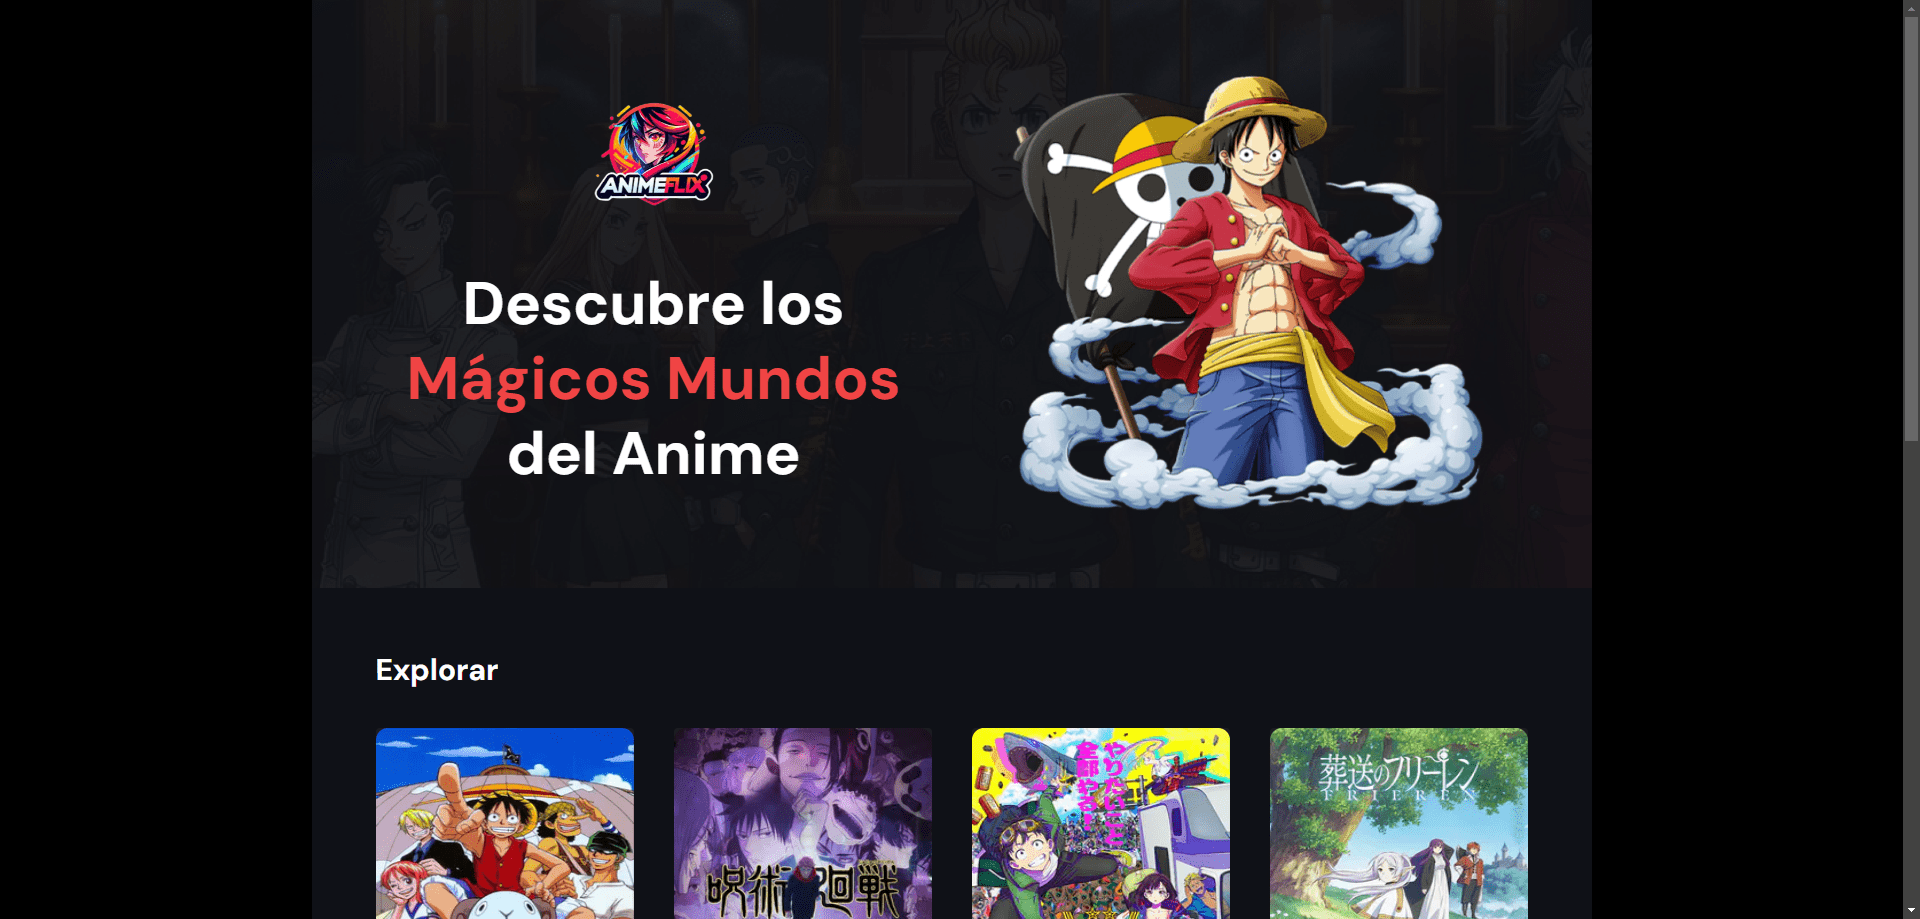 ANIMEFLIX
Descubre los
Mágicos Mundos
del Anime
Explorar
やりたいこと
全部やる!
葬送のフリーレン
FRIEREN
呪術廻戦